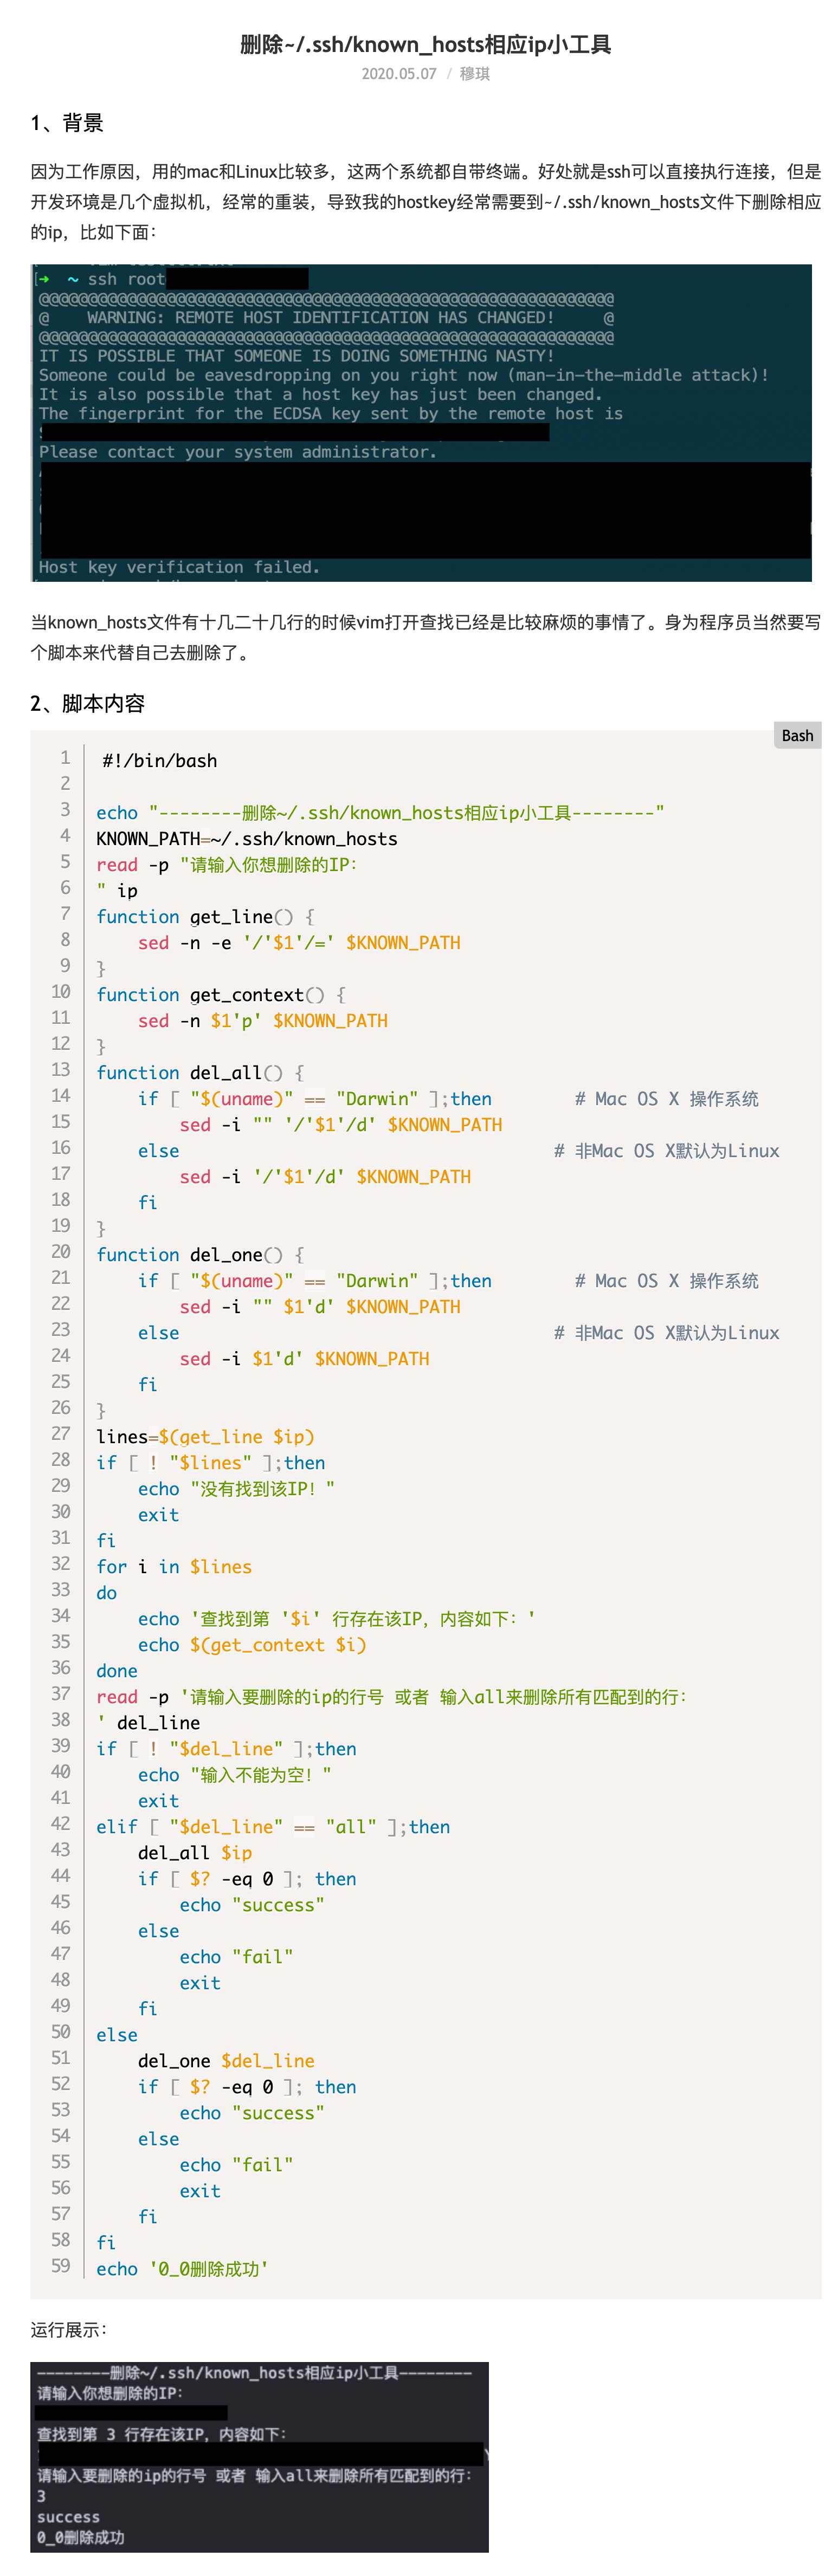 删除~/.ssh/known_hosts相应ip小工具
2020.05.07 / 穆琪
1、背景
因为工作原因，用的mac和Linux比较多，这两个系统都自带终端。好处就是ssh可以直接执行连接，但是
开发环境是几个虚拟机，经常的重装，导致我的hostkey经常需要到~/.ssh/known_hosts文件下删除相应
的ip，比如下面：
➜ ~ ssh root
@@@@@@@@@@@@@@@@@@@@@@@@@@@@@@@@@@@@@@@@@@@@@@@@@@@@@@@@@@@
@    WARNING: REMOTE HOST IDENTIFICATION HAS CHANGED!     @
@@@@@@@@@@@@@@@@@@@@@@@@@@@@@@@@@@@@@@@@@@@@@@@@@@@@@@@@@@@
IT IS POSSIBLE THAT SOMEONE IS DOING SOMETHING NASTY!
Someone could be eavesdropping on you right now (man-in-the-middle attack)!
It is also possible that a host key has just been changed.
The fingerprint for the ECDSA key sent by the remote host is
Please contact your system administrator.
Host key verification failed.
当known_hosts文件有十几二十几行的时候vim打开查找已经是比较麻烦的事情了。身为程序员当然要写
个脚本来代替自己去删除了。
2、脚本内容
Bash
1 #!/bin/bash
2
3 echo "--------删除~/.ssh/known_hosts相应ip小工具--------"
4 KNOWN_PATH=~/.ssh/known_hosts
5 read -p "请输入你想删除的IP：
6 " ip
7 function get_line() {
8     sed -n -e '/'$1'/=' $KNOWN_PATH
9 }
10 function get_context() {
11     sed -n $1'p' $KNOWN_PATH
12 }
13 function del_all() {
14     if [ "$(uname)" == "Darwin" ];then        # Mac OS X 操作系统
15         sed -i "" '/'$1'/d' $KNOWN_PATH
16     else                                    # 非Mac OS X默认为Linux
17         sed -i '/'$1'/d' $KNOWN_PATH
18     fi
19 }
20 function del_one() {
21     if [ "$(uname)" == "Darwin" ];then        # Mac OS X 操作系统
22         sed -i "" $1'd' $KNOWN_PATH
23     else                                    # 非Mac OS X默认为Linux
24         sed -i $1'd' $KNOWN_PATH
25     fi
26 }
27 lines=$(get_line $ip)
28 if [ ! "$lines" ];then
29     echo "没有找到该IP！"
30     exit
31 fi
32 for i in $lines
33 do
34     echo '查找到第 '$i' 行存在该IP，内容如下：'
35     echo $(get_context $i)
36 done
37 read -p '请输入要删除的ip的行号 或者 输入all来删除所有匹配到的行：
38 ' del_line
39 if [ ! "$del_line" ];then
40     echo "输入不能为空！"
41     exit
42 elif [ "$del_line" == "all" ];then
43     del_all $ip
44     if [ $? -eq 0 ]; then
45         echo "success"
46     else
47         echo "fail"
48         exit
49     fi
50 else
51     del_one $del_line
52     if [ $? -eq 0 ]; then
53         echo "success"
54     else
55         echo "fail"
56         exit
57     fi
58 fi
59 echo '0_0删除成功'
运行展示：
--------删除~/.ssh/known_hosts相应ip小工具--------
请输入你想删除的IP：
查找到第 3 行存在该IP，内容如下：
请输入要删除的ip的行号 或者 输入all来删除所有匹配到的行：
3
success
0_0删除成功